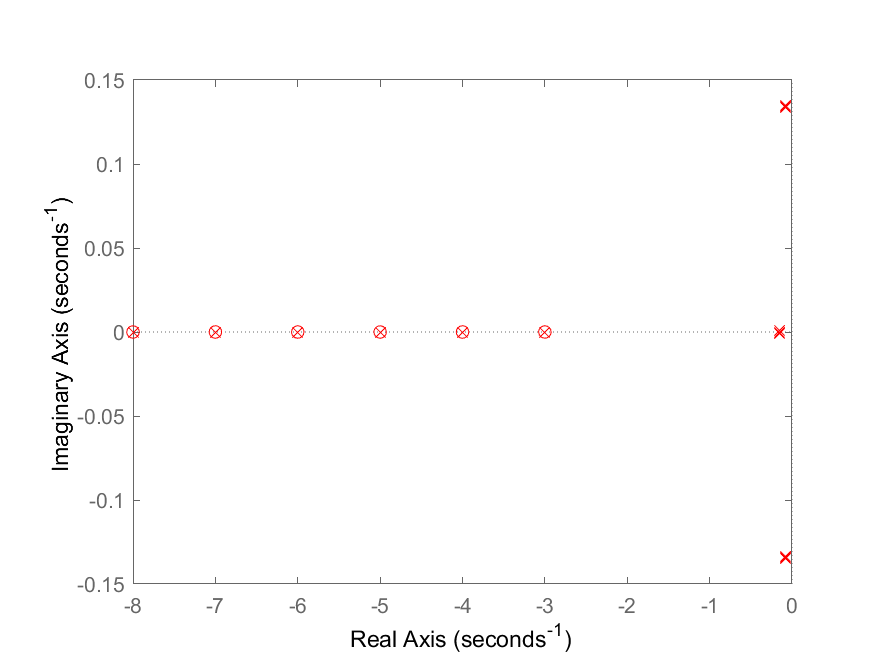 0.15
0.1
0.05
0
-0.05
-0.1
-0.15
Imaginary Axis (seconds⁻¹)
-8 -7 -6 -5 -4 -3 -2 -1 0
Real Axis (seconds⁻¹)